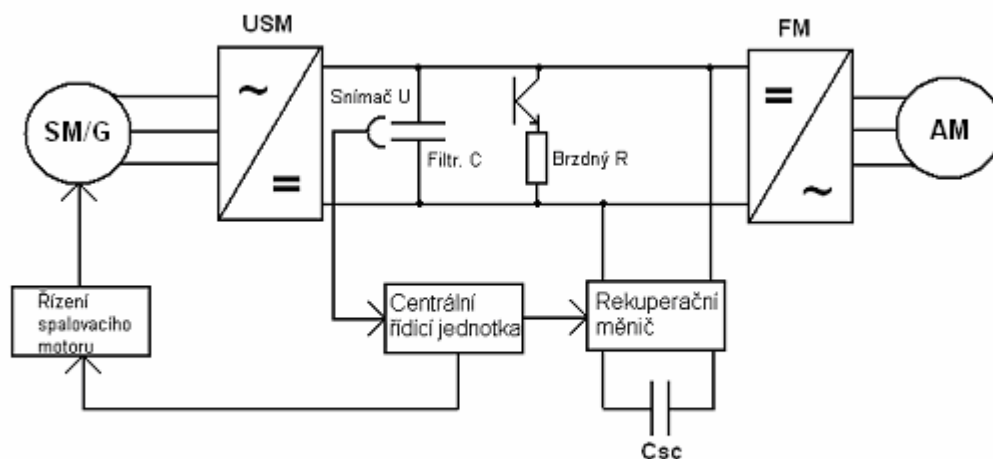 USM
FM
~
=
=
~
SM/G
AM
Snímač U
Filtr. C
Brzdný R
Řízení
spalovacího
motoru
Centrální
řídicí jednotka
Rekuperační
měnič
Csc